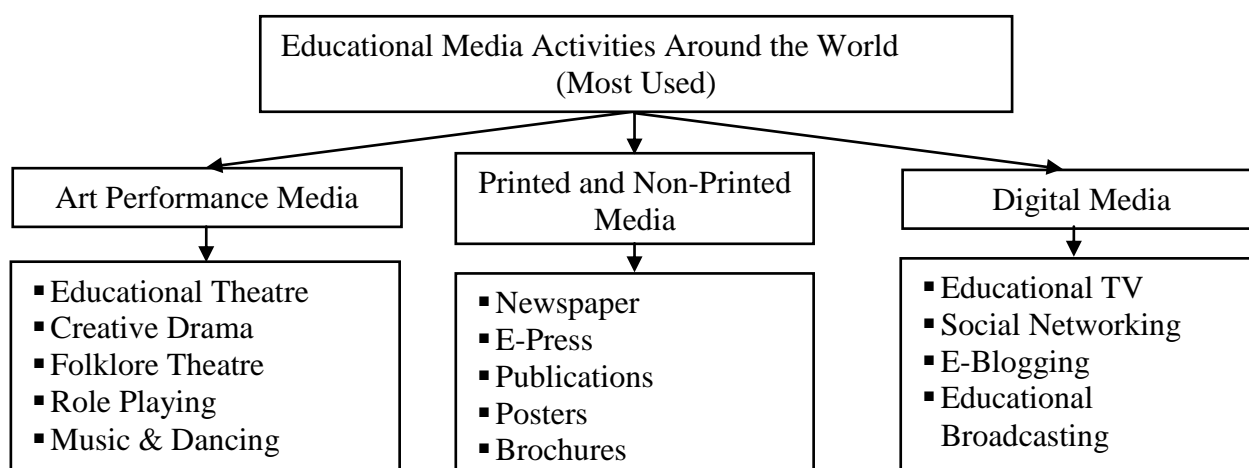 Educational Media Activities Around the World
(Most Used)
Art Performance Media
Printed and Non-Printed
Media
Digital Media
▪ Educational Theatre
▪ Creative Drama
▪ Folklore Theatre
▪ Role Playing
▪ Music & Dancing
▪ Newspaper
▪ E-Press
▪ Publications
▪ Posters
▪ Brochures
▪ Educational TV
▪ Social Networking
▪ E-Blogging
▪ Educational
Broadcasting